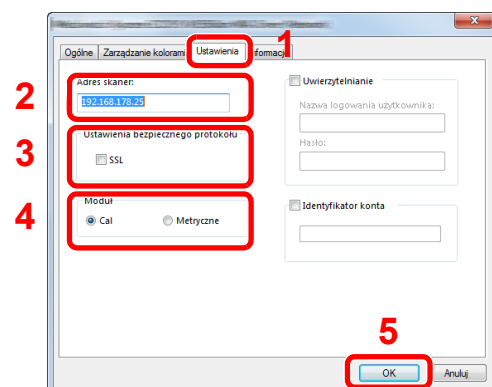 1
Ogólne Zarządzanie kolorami Ustawienia nformacje
2
Adres skaner:
192.168.178.25
3
Ustawienia bezpiecznego protokołu
SSL
4
Moduł
Cal Metryczne
Uwierzytelnianie
Nazwa logowania użytkownika:
Hasło:
Identyfikator konta
5
OK Anuluj